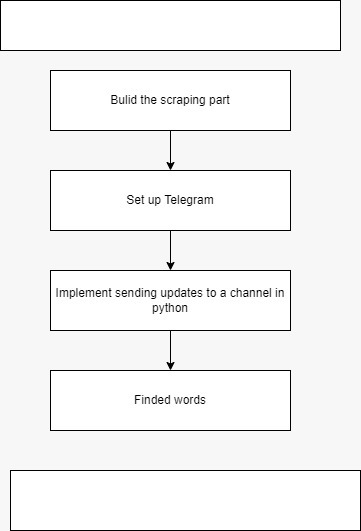 Bulid the scraping part
Set up Telegram
Implement sending updates to a channel in
python
Finded words